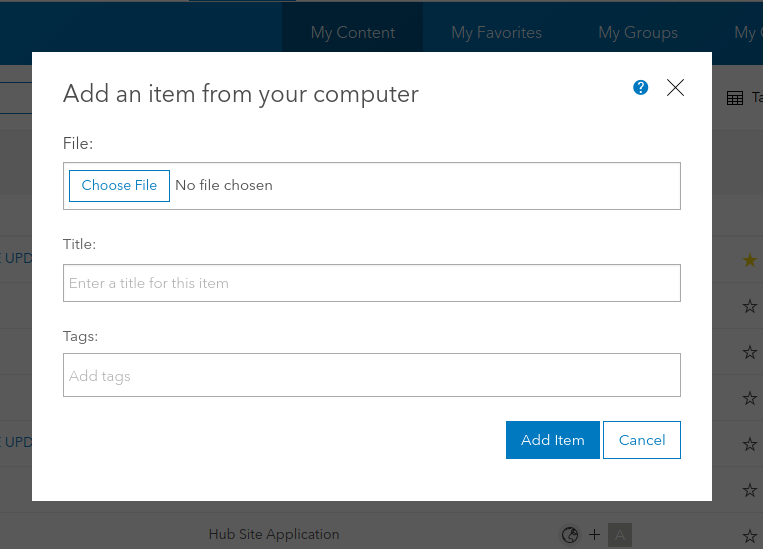 My Content My Favorites My Groups My
Add an item from your computer ?
Ta
File:
Choose File No file chosen
Title:
E UPD
Enter a title for this item
Tags:
Add tags
Add Item Cancel
E UPD
Hub Site Application A